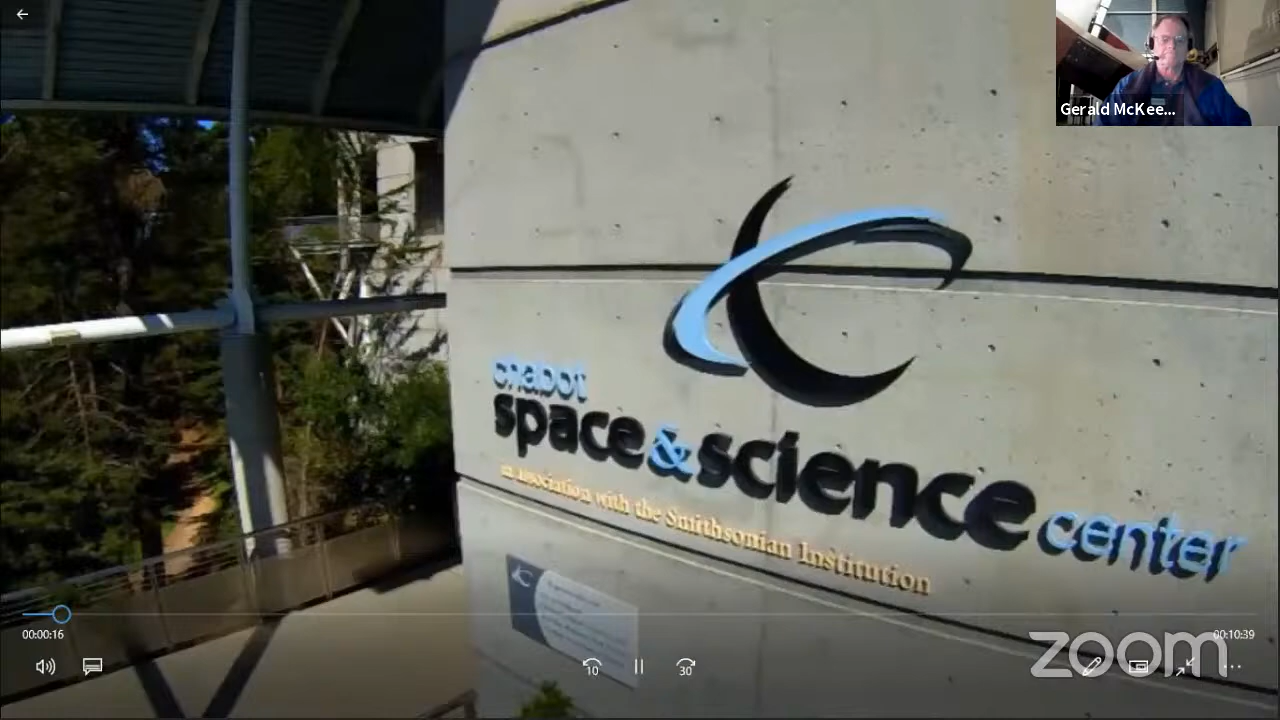 Gerald McKee...
chabot
space & science center
in association with the Smithsonian Institution
00:00:16
00:10:39
10
30
zoom